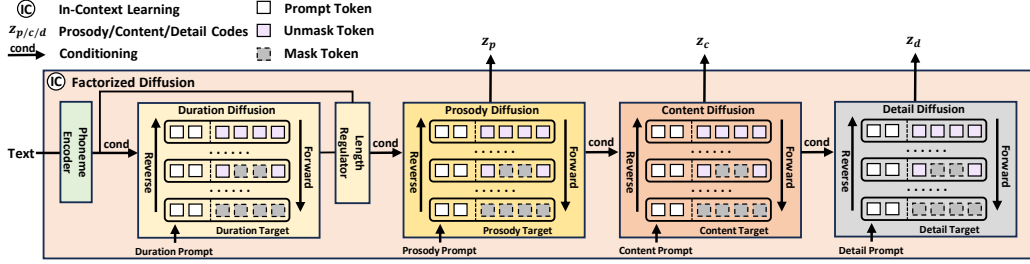 IC In-Context Learning
Prompt Token
z_{p/c/d} Prosody/Content/Detail Codes
Unmask Token
cond Conditioning
Mask Token
z_p
z_c
z_d
IC Factorized Diffusion
Text
Phoneme
Encoder
cond
Duration Diffusion
Reverse
......
......
Forward
Duration Target
Duration Prompt
Length
Regulator
cond
Prosody Diffusion
Reverse
......
......
Forward
Prosody Target
Prosody Prompt
cond
Content Diffusion
Reverse
......
......
Forward
Content Target
Content Prompt
cond
Detail Diffusion
Reverse
......
......
Forward
Detail Target
Detail Prompt